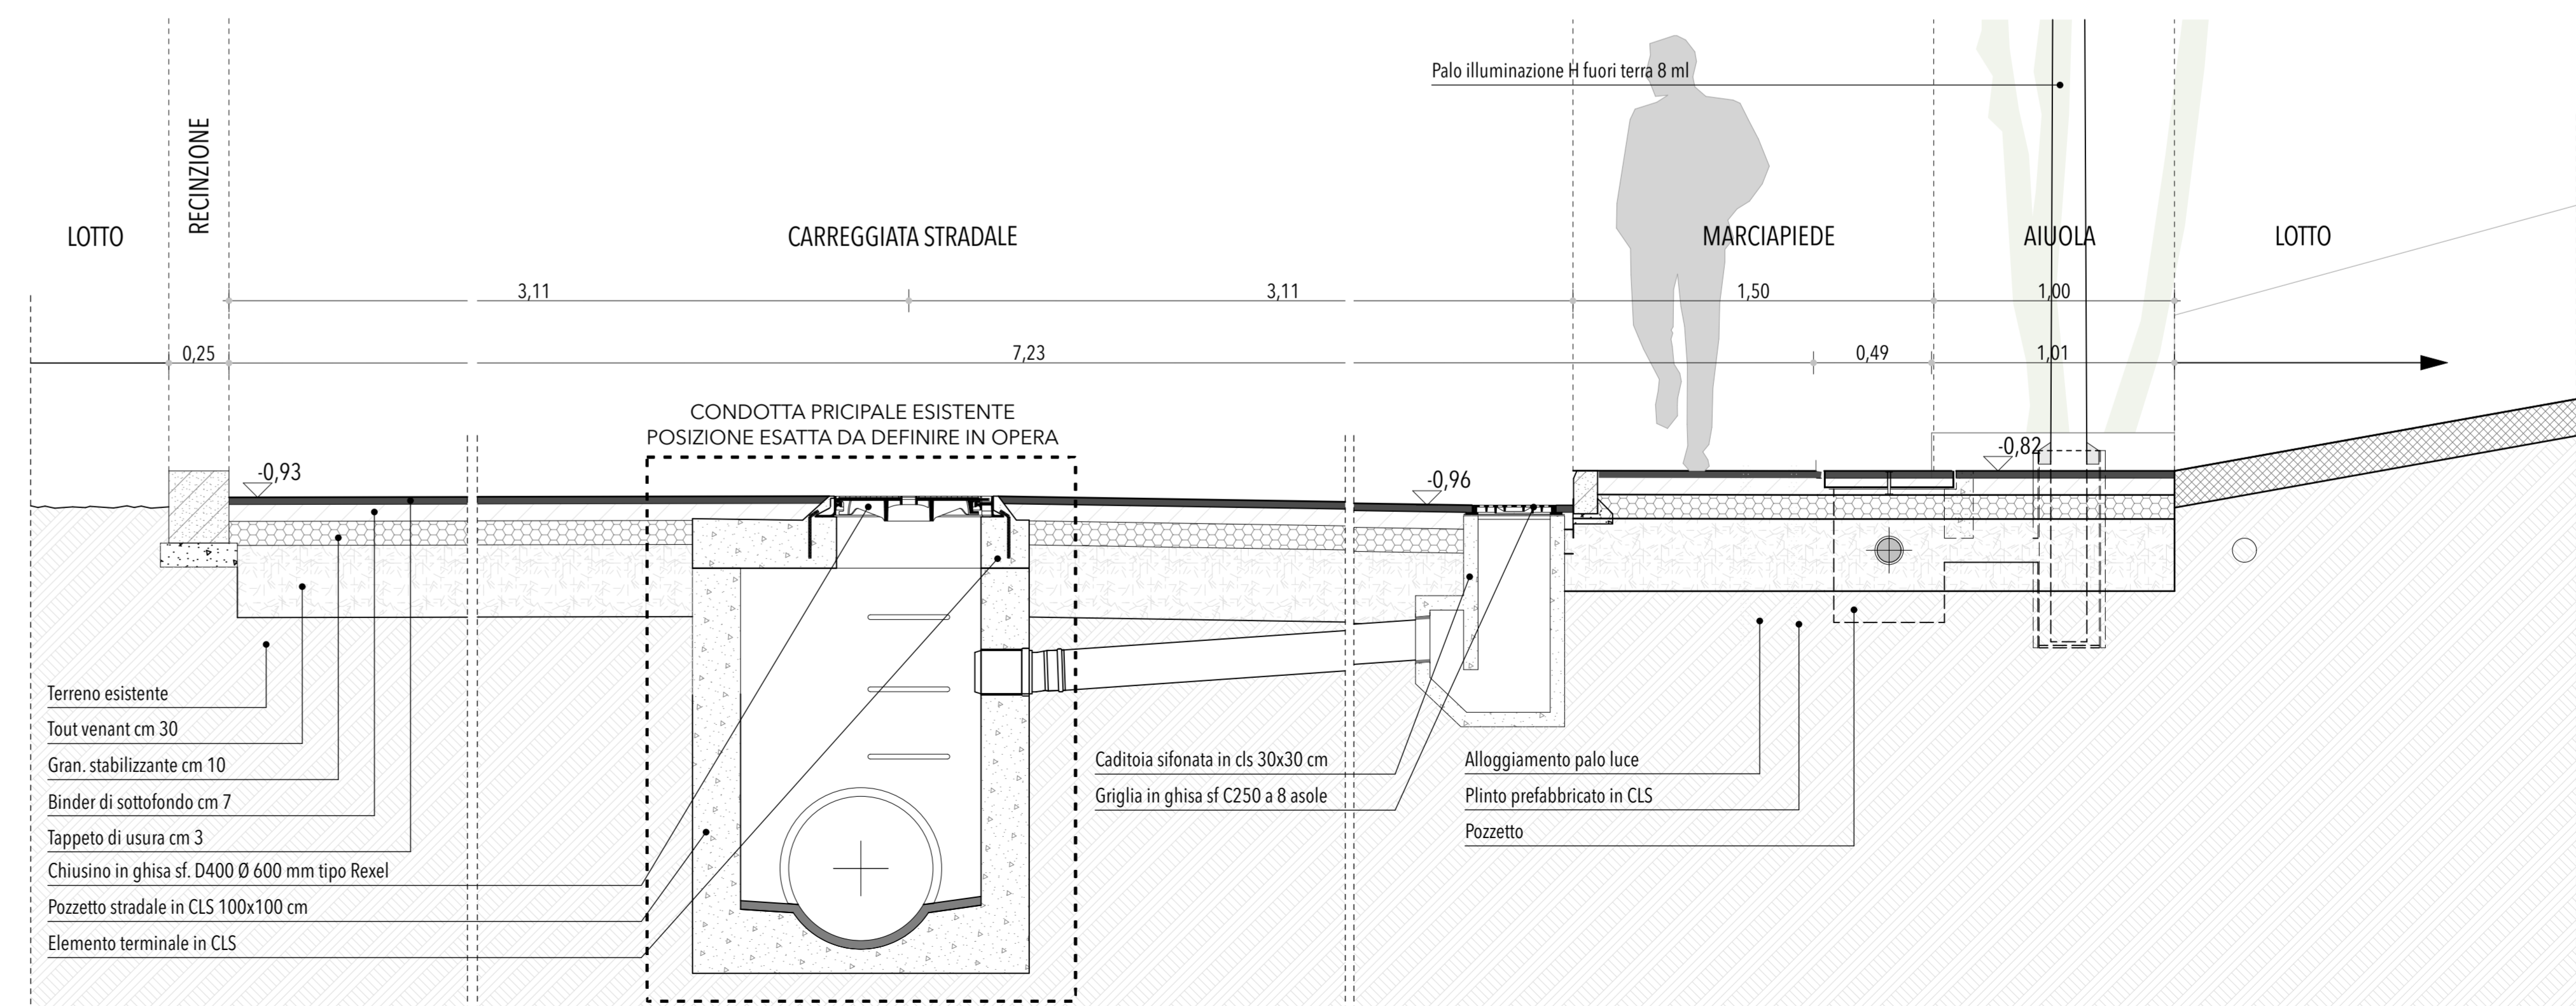 Palo illuminazione H fuori terra 8 ml
RECINZIONE
LOTTO
CARREGGIATA STRADALE
MARCIAPIEDE
AIUOLA
LOTTO
3,11
3,11
1,50
1,00
0,25
7,23
0,49
1,01
CONDOTTA PRICIPALE ESISTENTE
POSIZIONE ESATTA DA DEFINIRE IN OPERA
-0,93
-0,96
-0,82
Terreno esistente
Tout venant cm 30
Gran. stabilizzante cm 10
Binder di sottofondo cm 7
Tappeto di usura cm 3
Chiusino in ghisa sf. D400 Ø 600 mm tipo Rexel
Pozzetto stradale in CLS 100x100 cm
Elemento terminale in CLS
Caditoia sifonata in cls 30x30 cm
Griglia in ghisa sf C250 a 8 asole
Alloggiamento palo luce
Plinto prefabbricato in CLS
Pozzetto